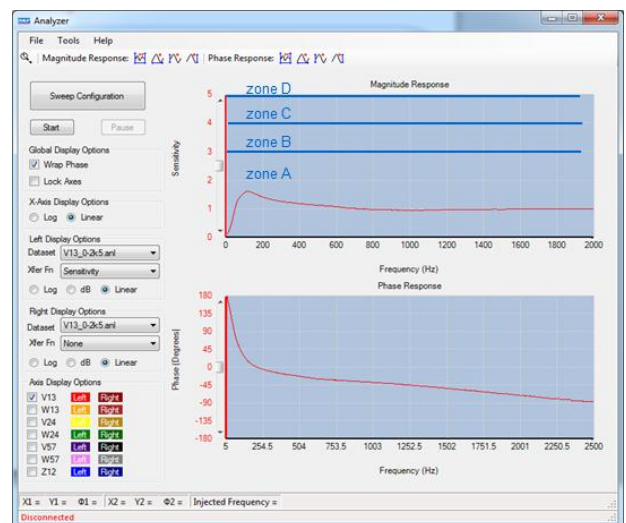 Analyzer
File Tools Help
Magnitude Response: Phase Response:
Sweep Configuration
Start Pause
Global Display Options
Wrap Phase
Lock Axes
X-Axis Display Options
Log Linear
Left Display Options
Dataset V13_0-2k5.anl
Xfer Fn Sensitivity
Log dB Linear
Right Display Options
Dataset V13_0-2k5.anl
Xfer Fn None
Log dB Linear
Axis Display Options
V13 Left Right
W13 Left Right
V24 Left Right
W24 Left Right
V57 Left Right
W57 Left Right
Z12 Left Right
Magnitude Response
zone D
zone C
zone B
zone A
Sensitivity
5
4
3
2
1
0
0 200 400 600 800 1000 1200 1400 1600 1800 2000
Frequency (Hz)
Phase Response
Phase (Degrees)
180
135
90
45
0
-45
-90
-135
-180
5 254.5 504 753.5 1003 1252.5 1502 1751.5 2001 2250.5 2500
Frequency (Hz)
X1 = Y1 = Φ1 = X2 = Y2 = Φ2 = Injected Frequency =
Disconnected